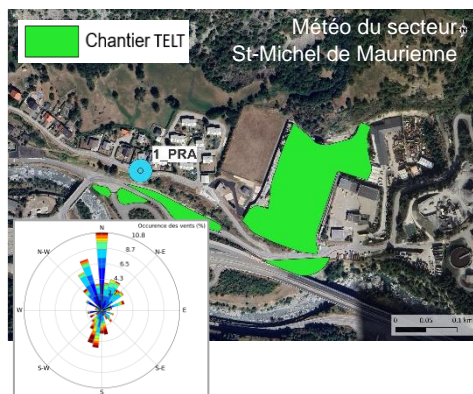 Météo du secteur
St-Michel de Maurienne
Chantier TELT
1_PRA
Occurence des vents (%)
N
10.8
8.7
6.5
4.3
N-W
N-E
W
E
S-W
S-E
S
0 0.05 0.1 km